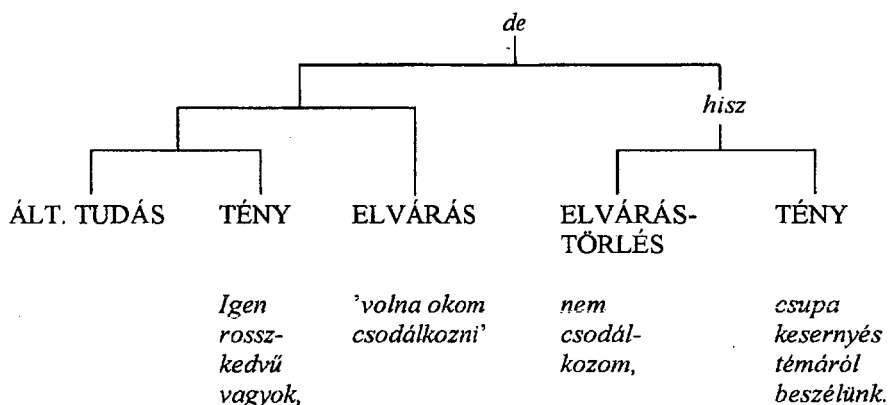 de
hisz
ÁLT. TUDÁS TÉNY ELVÁRÁS ELVÁRÁS- TÉNY
TÖRLÉS
Igen 'volna okom nem csupa
rossz- csodálkozni' csodál- kesernyés
kedvű kozom, témáról
vagyok, beszélünk.